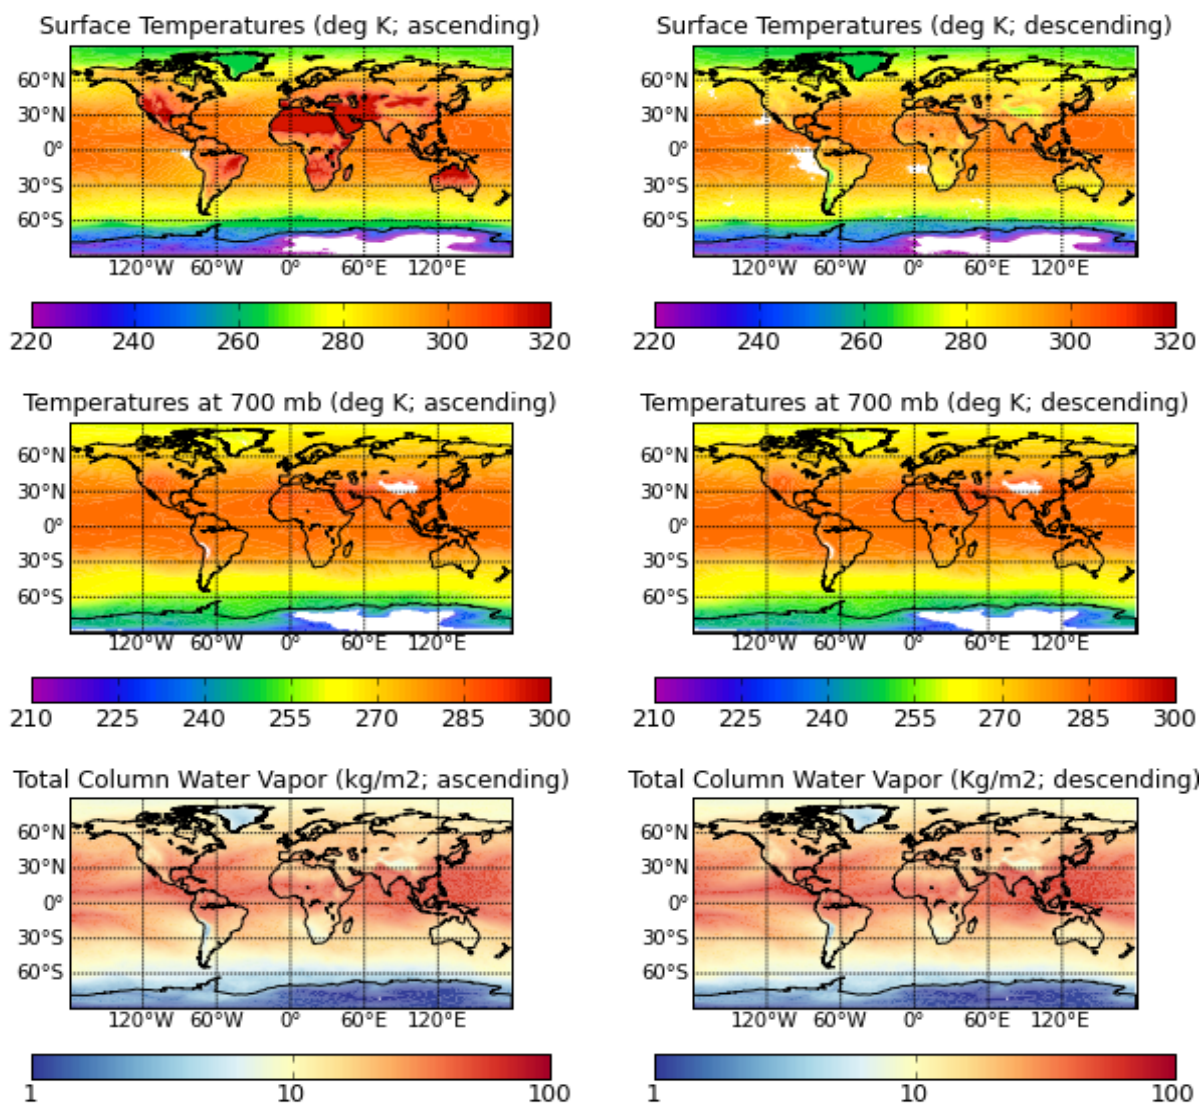 Surface Temperatures (deg K; ascending)
Surface Temperatures (deg K; descending)
60°N
30°N
0°
30°S
60°S
120°W 60°W 0° 60°E 120°E
60°N
30°N
0°
30°S
60°S
120°W 60°W 0° 60°E 120°E
220 240 260 280 300 320
220 240 260 280 300 320
Temperatures at 700 mb (deg K; ascending)
Temperatures at 700 mb (deg K; descending)
60°N
30°N
0°
30°S
60°S
120°W 60°W 0° 60°E 120°E
60°N
30°N
0°
30°S
60°S
120°W 60°W 0° 60°E 120°E
210 225 240 255 270 285 300
210 225 240 255 270 285 300
Total Column Water Vapor (kg/m2; ascending)
Total Column Water Vapor (Kg/m2; descending)
60°N
30°N
0°
30°S
60°S
120°W 60°W 0° 60°E 120°E
60°N
30°N
0°
30°S
60°S
120°W 60°W 0° 60°E 120°E
1 10 100
1 10 100